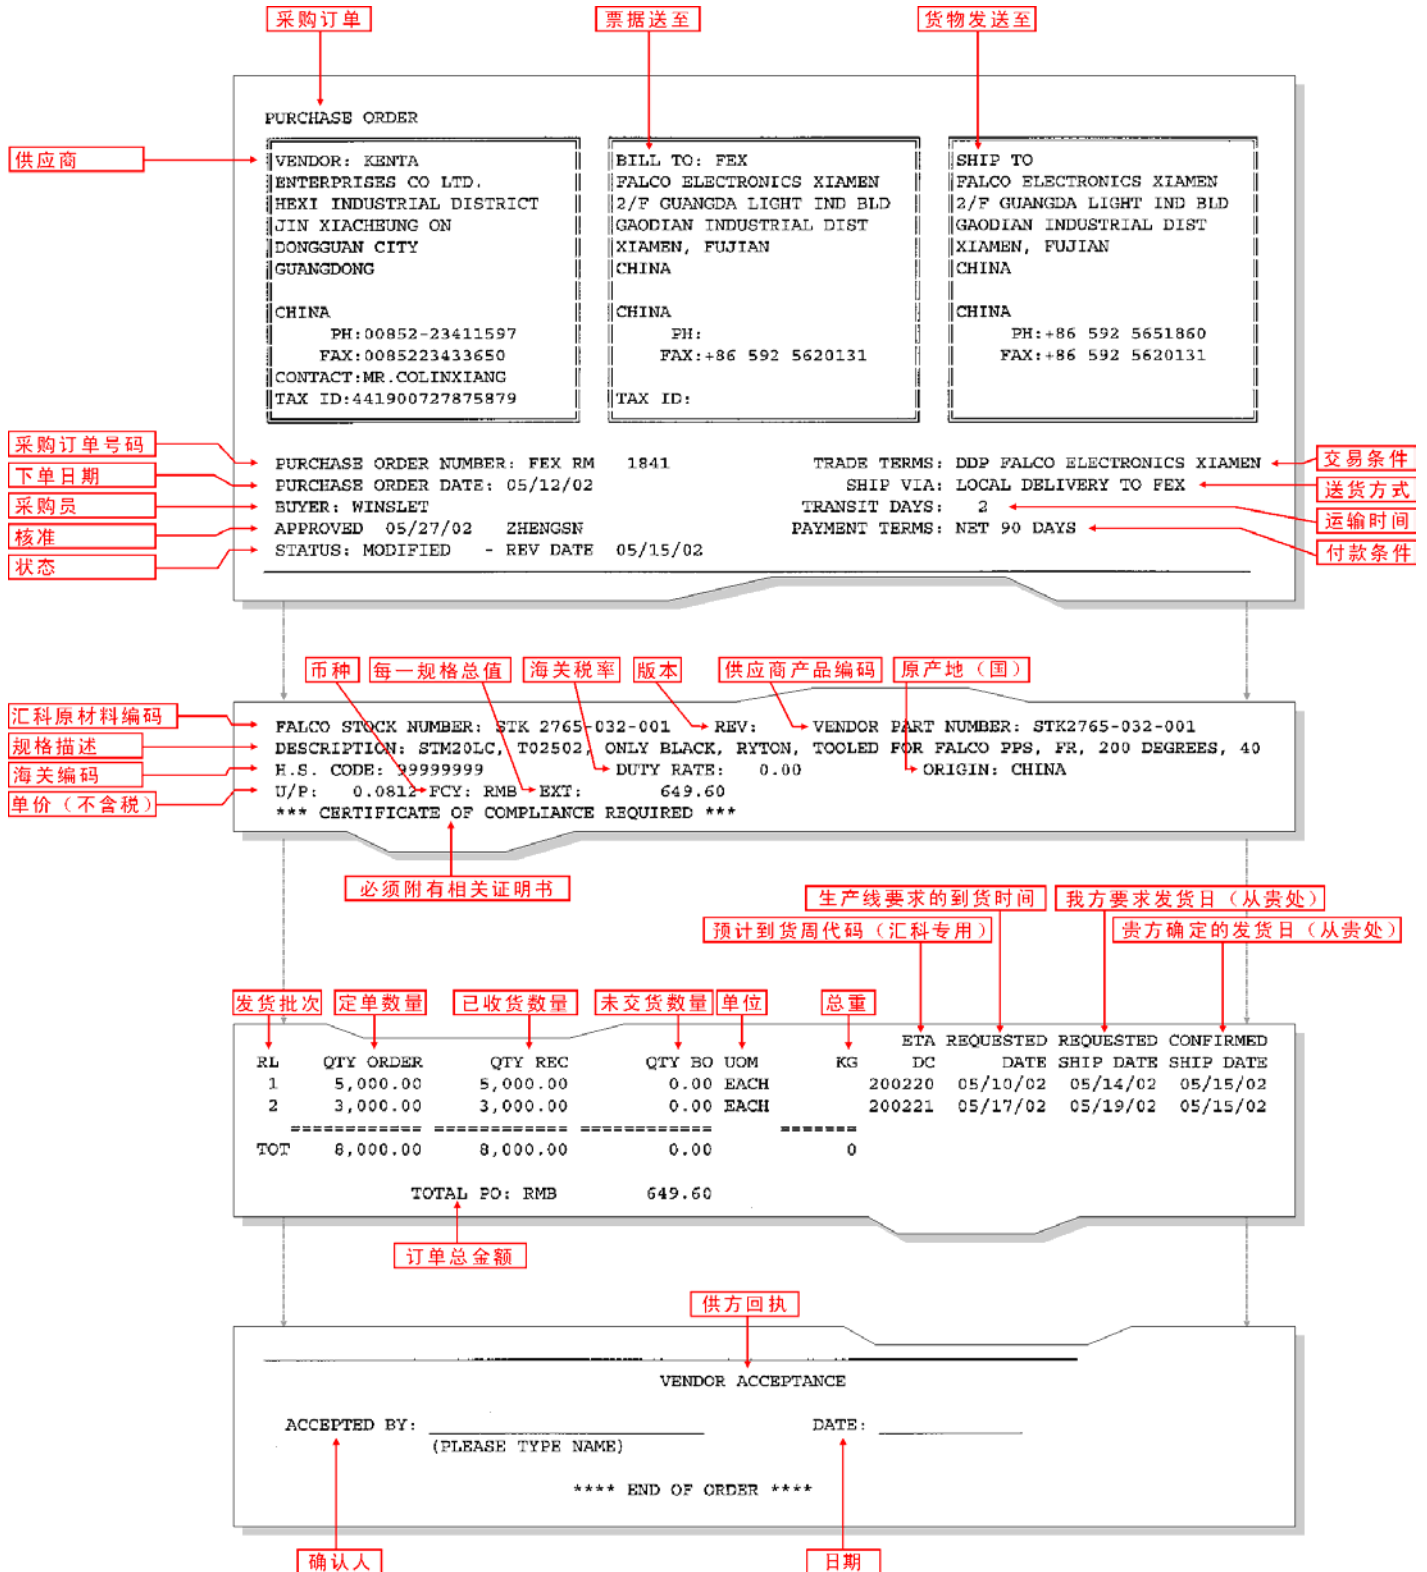 采购订单 票据送至 货物发送至
PURCHASE ORDER
供应商
VENDOR: KENTA
ENTERPRISES CO LTD.
HEXI INDUSTRIAL DISTRICT
JIN XIACHEUNG ON
DONGGUAN CITY
GUANGDONG
CHINA
PH:00852-23411597
FAX:0085223433650
CONTACT:MR.COLINXIANG
TAX ID:441900727875879
BILL TO: FEX
FALCO ELECTRONICS XIAMEN
2/F GUANGDA LIGHT IND BLD
GAODIAN INDUSTRIAL DIST
XIAMEN, FUJIAN
CHINA
CHINA
PH:
FAX:+86 592 5620131
TAX ID:
SHIP TO
FALCO ELECTRONICS XIAMEN
2/F GUANGDA LIGHT IND BLD
GAODIAN INDUSTRIAL DIST
XIAMEN, FUJIAN
CHINA
CHINA
PH:+86 592 5651860
FAX:+86 592 5620131
采购订单号码
下单日期
采购员
核准
状态
PURCHASE ORDER NUMBER: FEX RM 1841
PURCHASE ORDER DATE: 05/12/02
BUYER: WINSLET
APPROVED 05/27/02 ZHENGSN
STATUS: MODIFIED - REV DATE 05/15/02
TRADE TERMS: DDP FALCO ELECTRONICS XIAMEN
SHIP VIA: LOCAL DELIVERY TO FEX
TRANSIT DAYS: 2
PAYMENT TERMS: NET 90 DAYS
交易条件
送货方式
运输时间
付款条件
币种 每一规格总值 海关税率 版本 供应商产品编码 原产地（国）
汇科原材料编码
规格描述
海关编码
单价（不含税）
FALCO STOCK NUMBER: STK 2765-032-001 REV: VENDOR PART NUMBER: STK2765-032-001
DESCRIPTION: STM20LC, T02502, ONLY BLACK, RYTON, TOOLED FOR FALCO PPS, FR, 200 DEGREES, 40
H.S. CODE: 99999999 DUTY RATE: 0.00 ORIGIN: CHINA
U/P: 0.0812 FCY: RMB EXT: 649.60
*** CERTIFICATE OF COMPLIANCE REQUIRED ***
必须附有相关证明书
生产线要求的到货时间 我方要求发货日（从贵处）
预计到货周代码（汇科专用） 贵方确定的发货日（从贵处）
发货批次 定单数量 已收货数量 未交货数量 单位 总重
ETA REQUESTED REQUESTED CONFIRMED
RL QTY ORDER QTY REC QTY BO UOM KG DC DATE SHIP DATE SHIP DATE
1 5,000.00 5,000.00 0.00 EACH 200220 05/10/02 05/14/02 05/15/02
2 3,000.00 3,000.00 0.00 EACH 200221 05/17/02 05/19/02 05/15/02
============ ============ ============ =======
TOT 8,000.00 8,000.00 0.00 0
TOTAL PO: RMB 649.60
订单总金额
供方回执
VENDOR ACCEPTANCE
ACCEPTED BY: DATE:
(PLEASE TYPE NAME)
**** END OF ORDER ****
确认人 日期